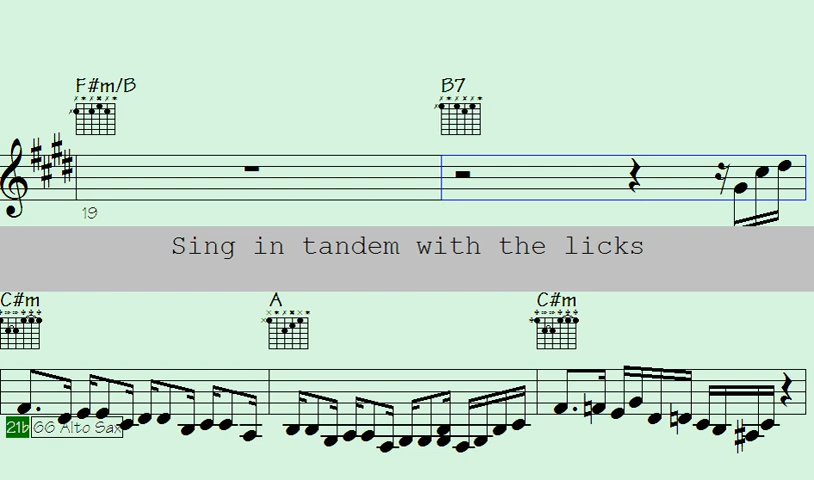 F#m/B B7
19
Sing in tandem with the licks
C#m A C#m
21b 66 Alto Sax